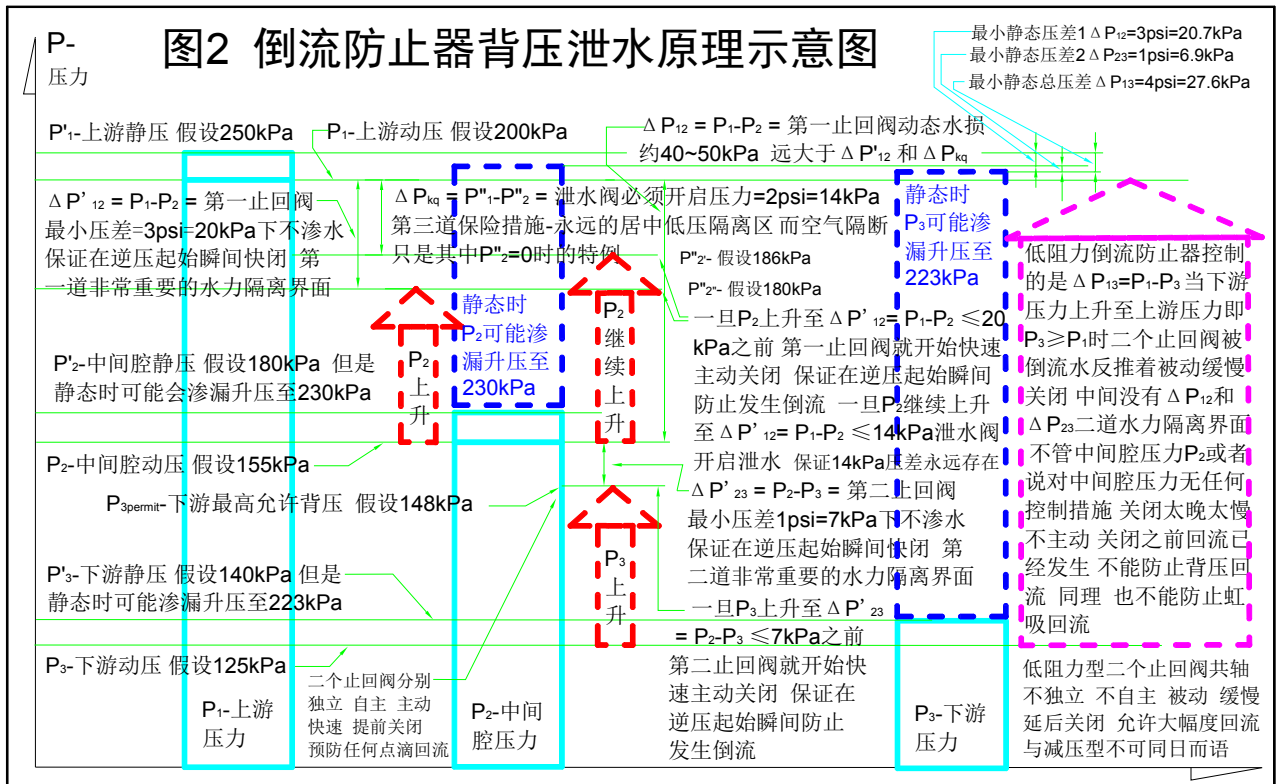 P-
压力
图2 倒流防止器背压泄水原理示意图
最小静态压差1ΔP12=3psi=20.7kPa
最小静态压差2ΔP23=1psi=6.9kPa
最小静态总压差ΔP13=4psi=27.6kPa
P'1-上游静压 假设250kPa
P1-上游动压 假设200kPa
ΔP12 = P1-P2 = 第一止回阀动态水损
约40~50kPa 远大于ΔP'12 和ΔPkq
ΔP'12 = P1-P2 = 第一止回阀
最小压差=3psi=20kPa下不渗水
保证在逆压起始瞬间快闭 第
一道非常重要的水力隔离界面
ΔPkq = P"1-P"2 = 泄水阀必须开启压力=2psi=14kPa
第三道保险措施-永远的居中低压隔离区 而空气隔断
只是其中P"2=0时的特例
P"2- 假设186kPa
P"2"- 假设180kPa
静态时
P3可能渗
漏升压至
223kPa
静态时
P2可能渗
漏升压至
230kPa
P2
上
升
P2
继
续
上
升
一旦P2上升至ΔP'12= P1-P2 ≤20
kPa之前 第一止回阀就开始快速
主动关闭 保证在逆压起始瞬间
防止发生倒流 一旦P2继续上升
至ΔP'12= P1-P2 ≤14kPa泄水阀
开启泄水 保证14kPa压差永远存在
P'2-中间腔静压 假设180kPa 但是
静态时可能会渗漏升压至230kPa
P2-中间腔动压 假设155kPa
P3permit-下游最高允许背压 假设148kPa
ΔP'23 = P2-P3 = 第二止回阀
最小压差1psi=7kPa下不渗水
保证在逆压起始瞬间快闭 第
二道非常重要的水力隔离界面
P3
上
升
P'3-下游静压 假设140kPa 但是
静态时可能渗漏升压至223kPa
P3-下游动压 假设125kPa
一旦P3上升至ΔP'23
= P2-P3 ≤7kPa之前
第二止回阀就开始快
速主动关闭 保证在
逆压起始瞬间防止
发生倒流
二个止回阀分别
独立 自主 主动
快速 提前关闭
预防任何点滴回流
P1-上游
压力
P2-中间
腔压力
P3-下游
压力
低阻力倒流防止器控制
的是ΔP13=P1-P3 当下游
压力上升至上游压力即
P3≥P1时二个止回阀被
倒流水反推着被动缓慢
关闭 中间没有ΔP12和
ΔP23二道水力隔离界面
不管中间腔压力P2或者
说对中间腔压力无任何
控制措施 关闭太晚太慢
不主动 关闭之前回流已
经发生 不能防止背压回
流 同理 也不能防止虹
吸回流
低阻力型二个止回阀共轴
不独立 不自主 被动 缓慢
延后关闭 允许大幅度回流
与减压型不可同日而语